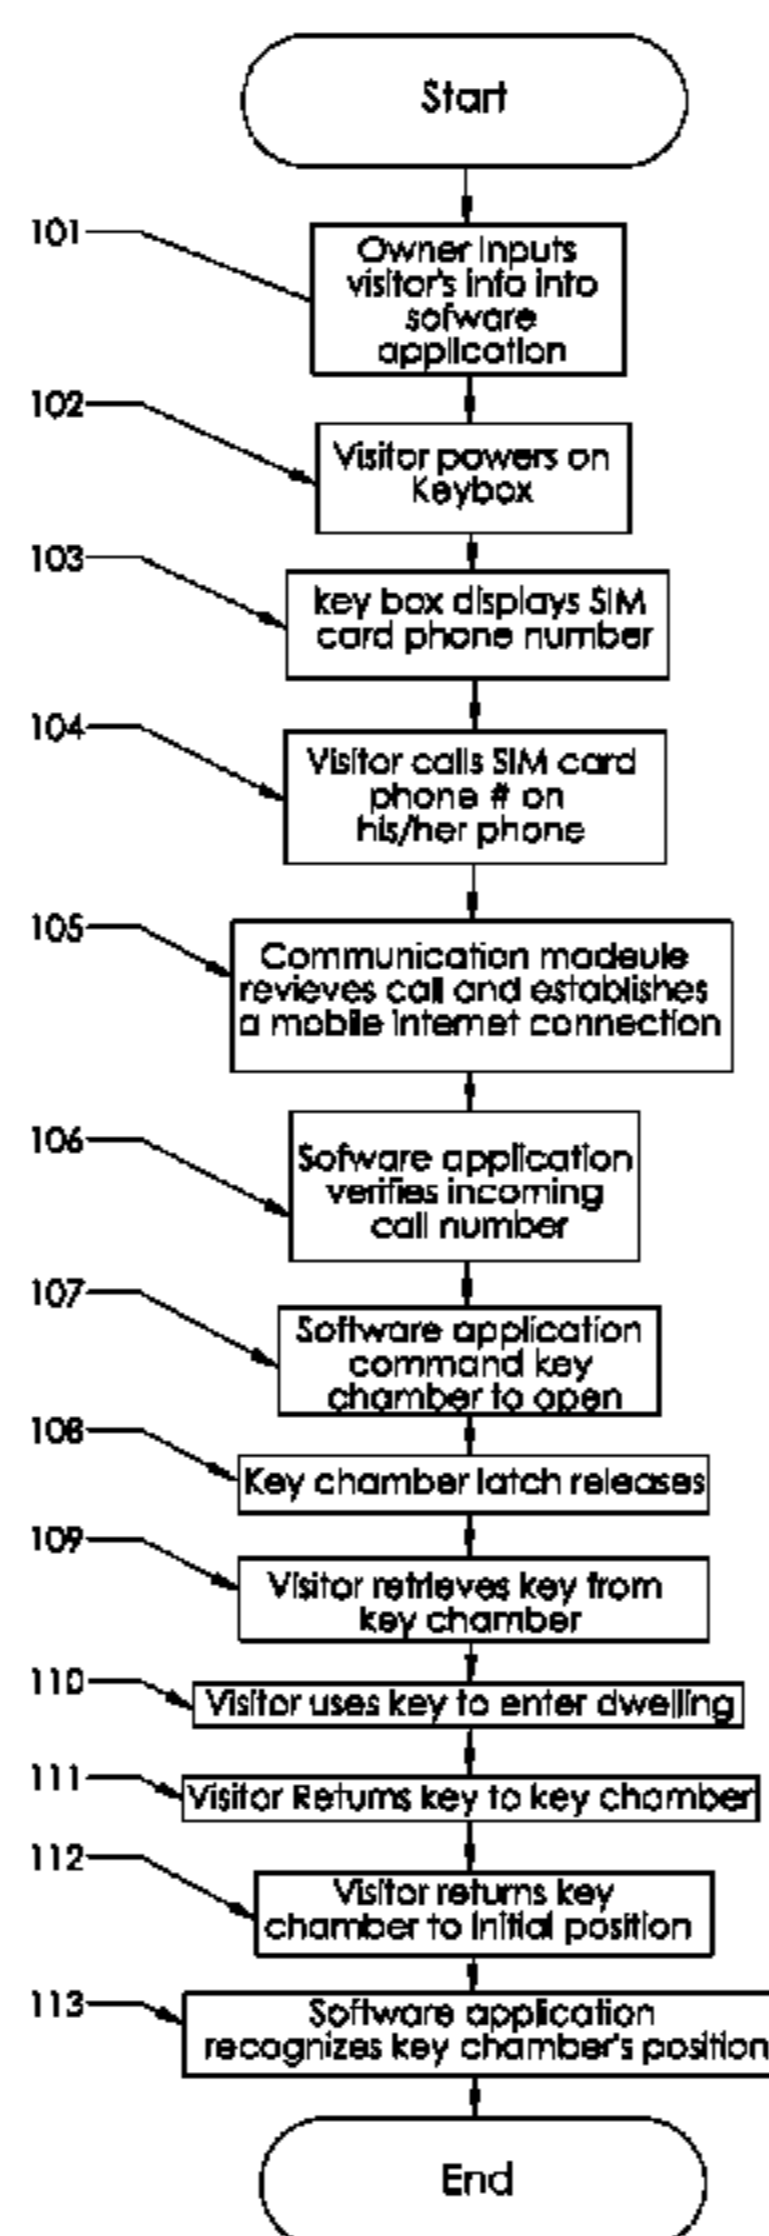 Start
101
Owner inputs
visitor's info into
sofware
application
102
Visitor powers on
Keybox
103
key box displays SIM
card phone number
104
Visitor calls SIM card
phone # on
his/her phone
105
Communication madeule
revieves call and establishes
a mobile internet connection
106
Sofware application
verifies incoming
call number
107
Software application
command key
chamber to open
108
Key chamber latch releases
109
Visitor retrieves key from
key chamber
110
Visitor uses key to enter dwelling
111
Visitor Returns key to key chamber
112
Visitor returns key
chamber to initial position
113
Software application
recognizes key chamber's position
End